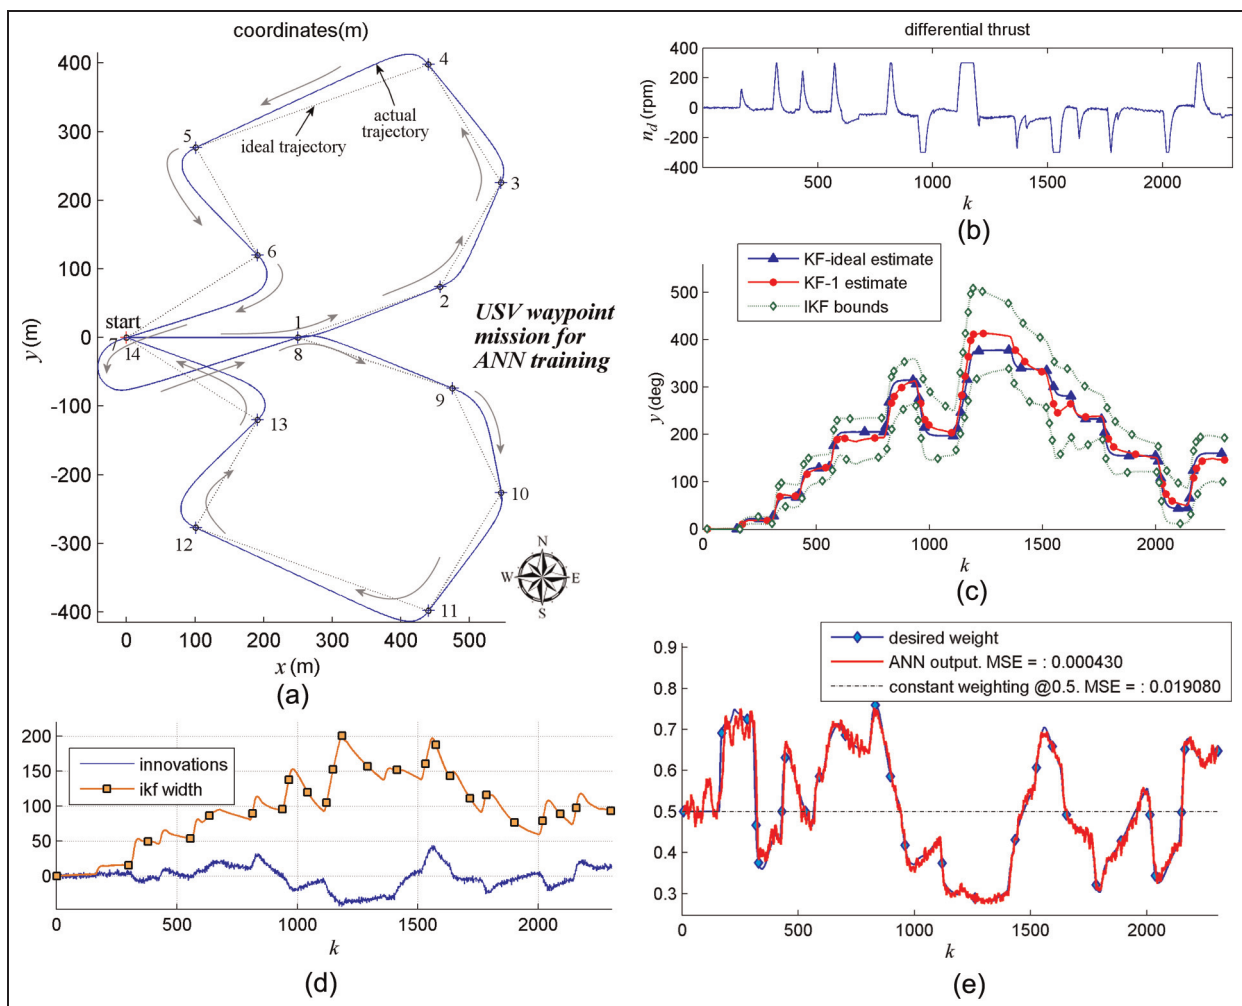 coordinates(m)
400
300
200
100
0
-100
-200
-300
-400
y (m)
0 100 200 300 400 500
x (m)
(a)
4
actual
trajectory
ideal trajectory
5
3
6
2
start
1
7
14
8
USV waypoint
mission for
ANN training
9
13
10
12
11
N
W E
S
differential thrust
400
200
0
-200
-400
n_d (rpm)
500 1000 1500 2000
k
(b)
KF-ideal estimate
KF-1 estimate
IKF bounds
500
400
300
200
100
0
y (deg)
0 500 1000 1500 2000
k
(c)
200
150
100
50
0
innovations
ikf width
0 500 1000 1500 2000
k
(d)
desired weight
ANN output. MSE = : 0.000430
constant weighting @0.5. MSE = : 0.019080
0.9
0.8
0.7
0.6
0.5
0.4
0.3
0 500 1000 1500 2000
k
(e)